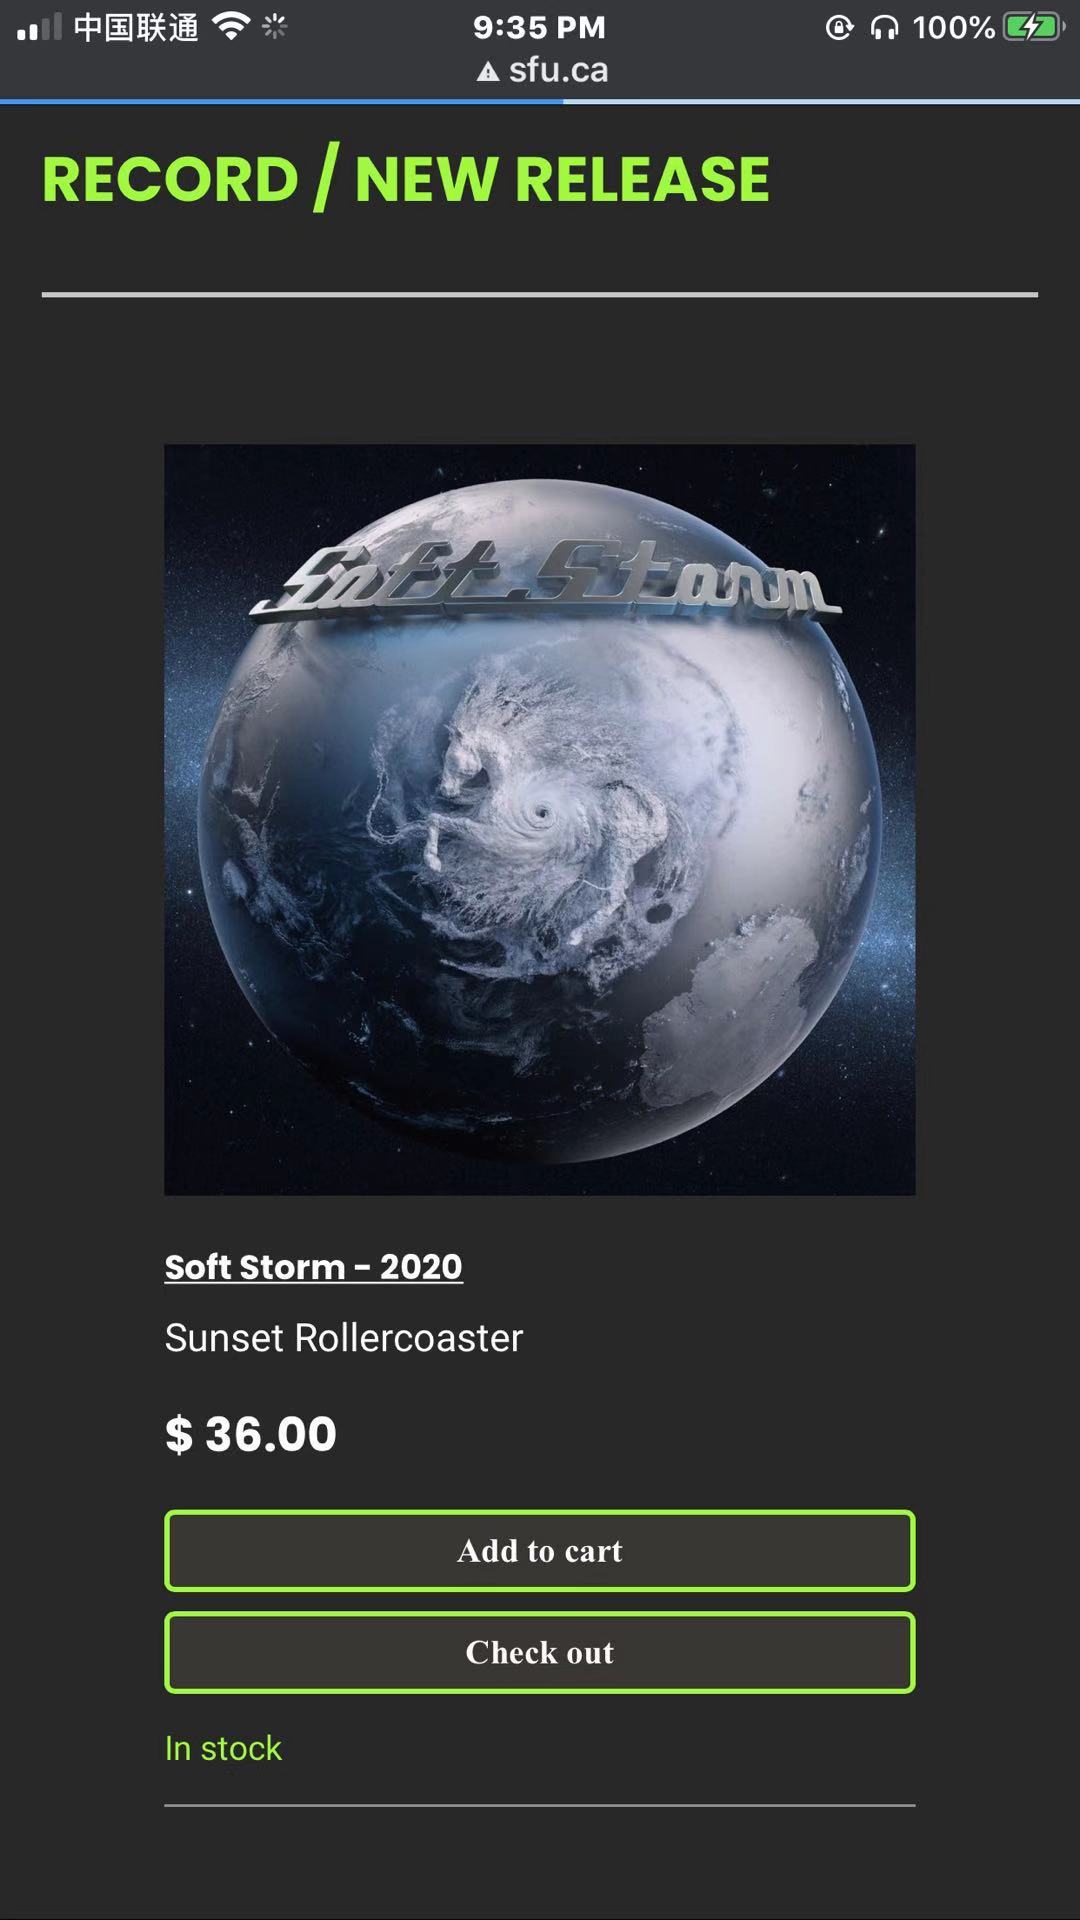 中国联通 9:35 PM 100%
sfu.ca
RECORD / NEW RELEASE
Soft Storm
Soft Storm - 2020
Sunset Rollercoaster
$ 36.00
Add to cart
Check out
In stock